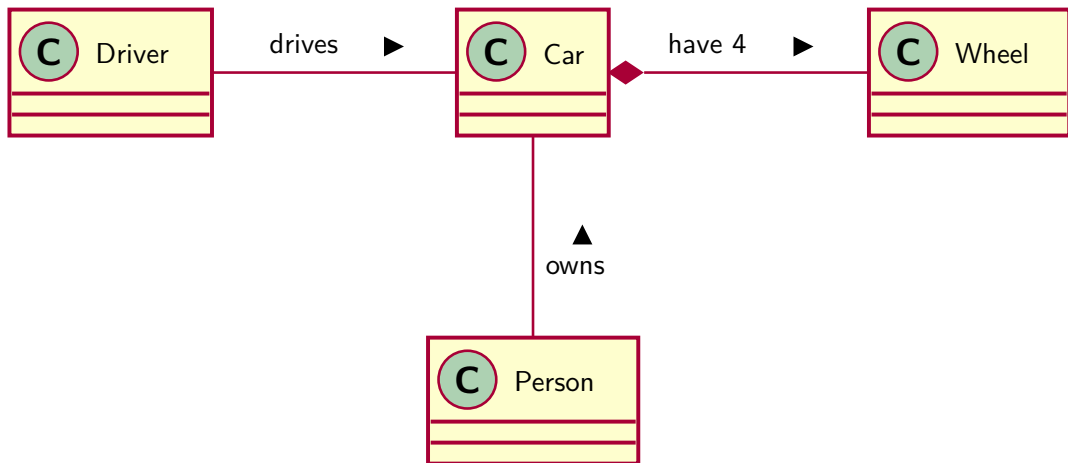 C Driver
drives ▶
C Car
have 4 ▶
C Wheel
▲
owns
C Person